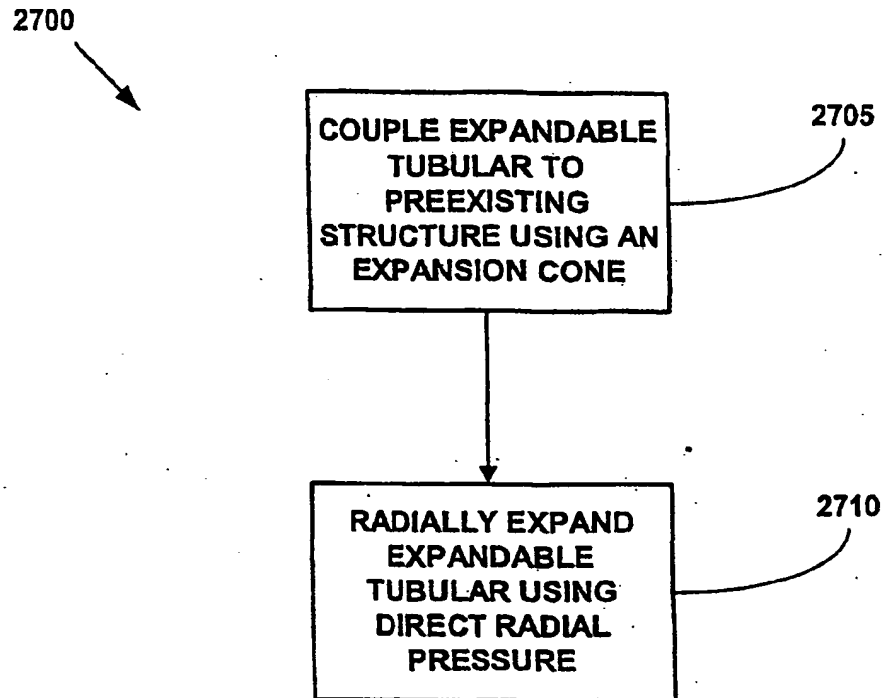 2700
COUPLE EXPANDABLE
TUBULAR TO
PREEXISTING
STRUCTURE USING AN
EXPANSION CONE
2705
RADIALLY EXPAND
EXPANDABLE
TUBULAR USING
DIRECT RADIAL
PRESSURE
2710